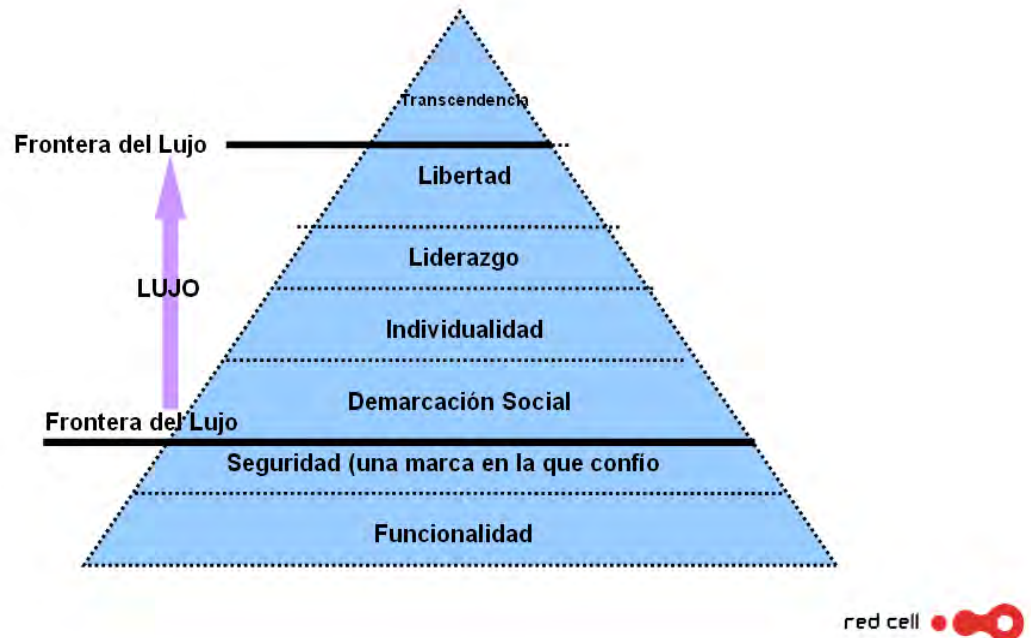 Transcendencia
Frontera del Lujo
Libertad
Liderazgo
LUJO
Individualidad
Demarcación Social
Frontera del Lujo
Seguridad (una marca en la que confío
Funcionalidad
red cell